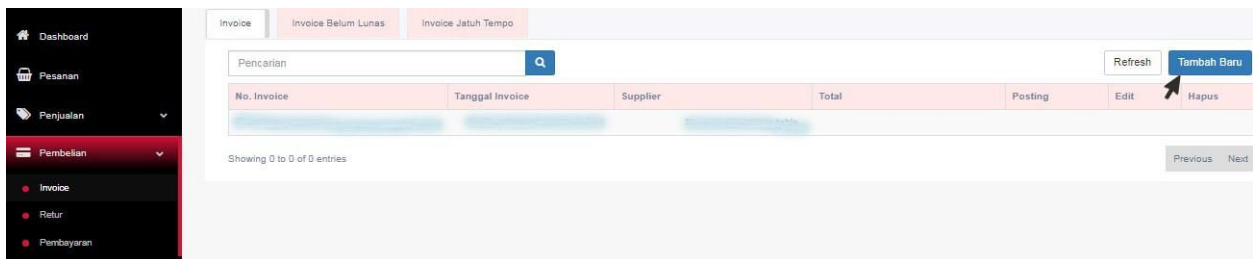 Dashboard
Pesanan
Penjualan
Pembelian
Invoice
Retur
Pembayaran
Invoice Invoice Belum Lunas Invoice Jatuh Tempo
Pencarian Refresh Tambah Baru
No. Invoice Tanggal Invoice Supplier Total Posting Edit Hapus
Showing 0 to 0 of 0 entries Previous Next